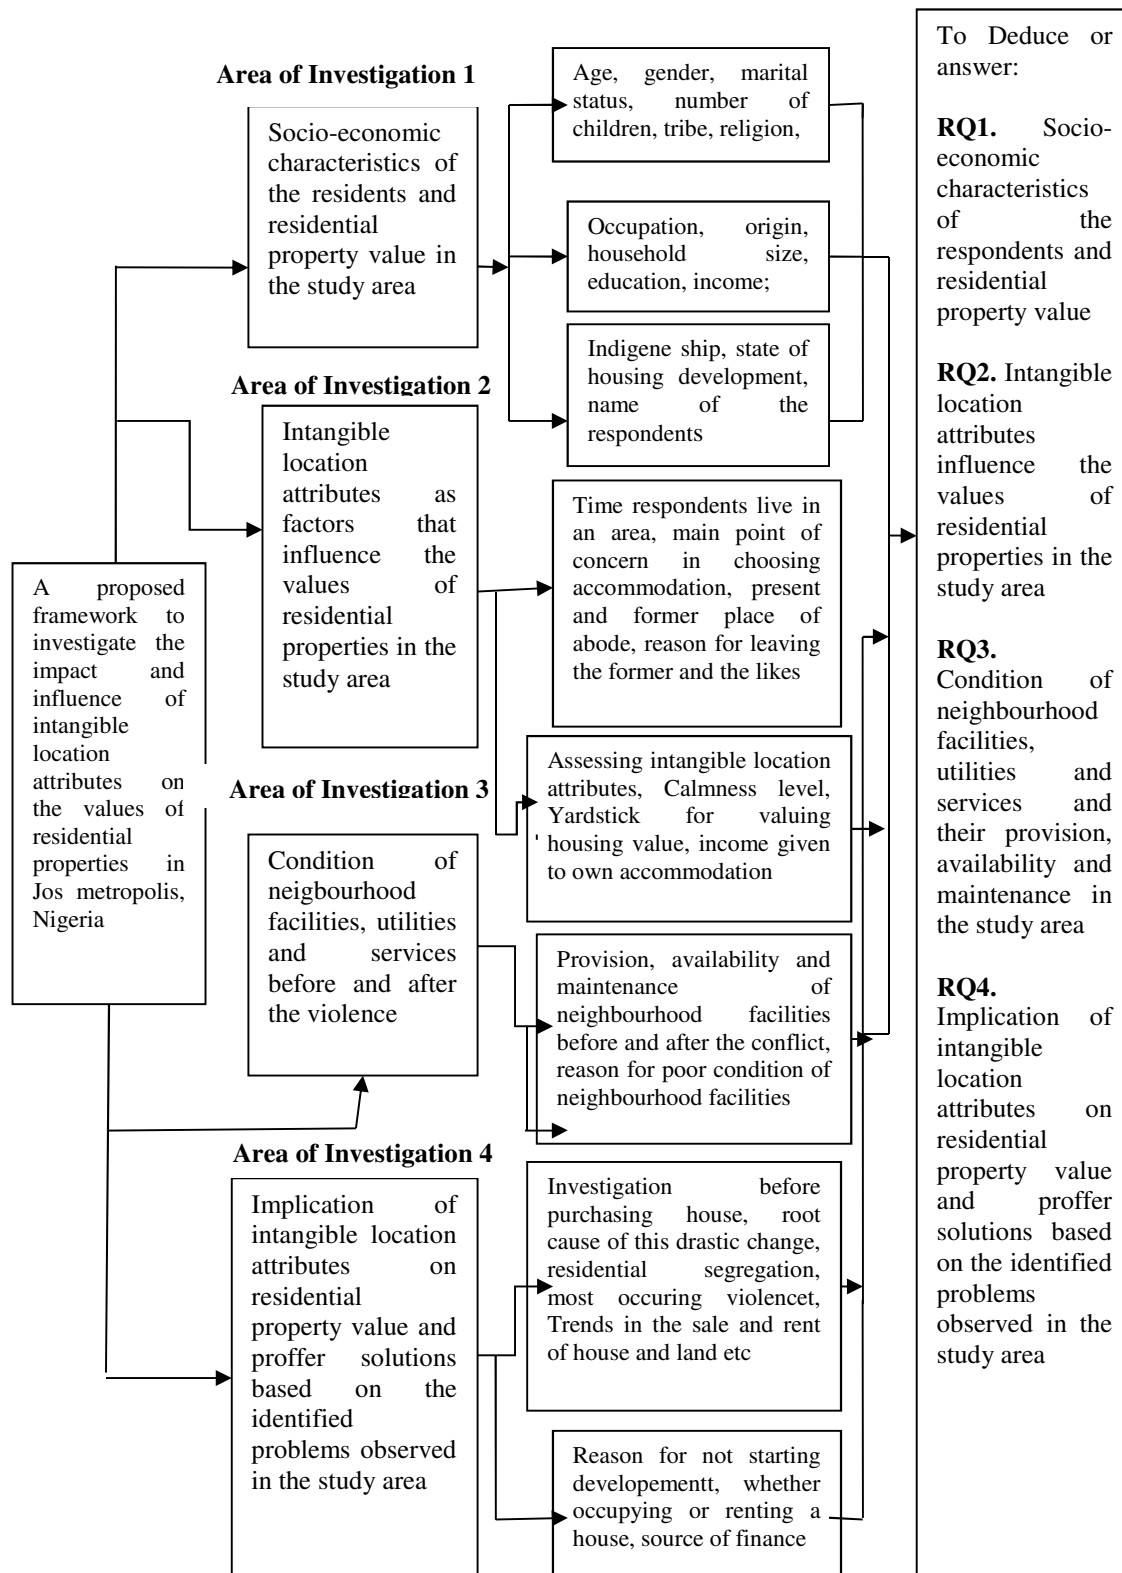 A proposed
framework to
investigate the
impact and
influence of
intangible
location
attributes on
the values of
residential
properties in
Jos metropolis,
Nigeria
Area of Investigation 1
Socio-economic
characteristics of
the residents and
residential
property value in
the study area
Area of Investigation 2
Intangible
location
attributes as
factors that
influence the
values of
residential
properties in the
study area
Area of Investigation 3
Condition of
neigbourhood
facilities, utilities
and services
before and after
the violence
Area of Investigation 4
Implication of
intangible location
attributes on
residential
property value and
proffer solutions
based on the
identified
problems observed
in the study area
Age, gender, marital
status, number of
children, tribe, religion,
Occupation, origin,
household size,
education, income;
Indigene ship, state of
housing development,
name of the
respondents
Time respondents live in
an area, main point of
concern in choosing
accommodation, present
and former place of
abode, reason for leaving
the former and the likes
Assessing intangible location
attributes, Calmness level,
Yardstick for valuing
housing value, income given
to own accommodation
Provision, availability and
maintenance of
neighbourhood facilities
before and after the conflict,
reason for poor condition of
neighbourhood facilities
Investigation before
purchasing house, root
cause of this drastic change,
residential segregation,
most occuring violencet,
Trends in the sale and rent
of house and land etc
Reason for not starting
developementt, whether
occupying or renting a
house, source of finance
To Deduce or
answer:
RQ1. Socio-
economic
characteristics
of the
respondents and
residential
property value
RQ2. Intangible
location
attributes
influence the
values of
residential
properties in the
study area
RQ3.
Condition of
neighbourhood
facilities,
utilities and
services and
their provision,
availability and
maintenance in
the study area
RQ4.
Implication of
intangible
location
attributes on
residential
property value
and proffer
solutions based
on the identified
problems
observed in the
study area